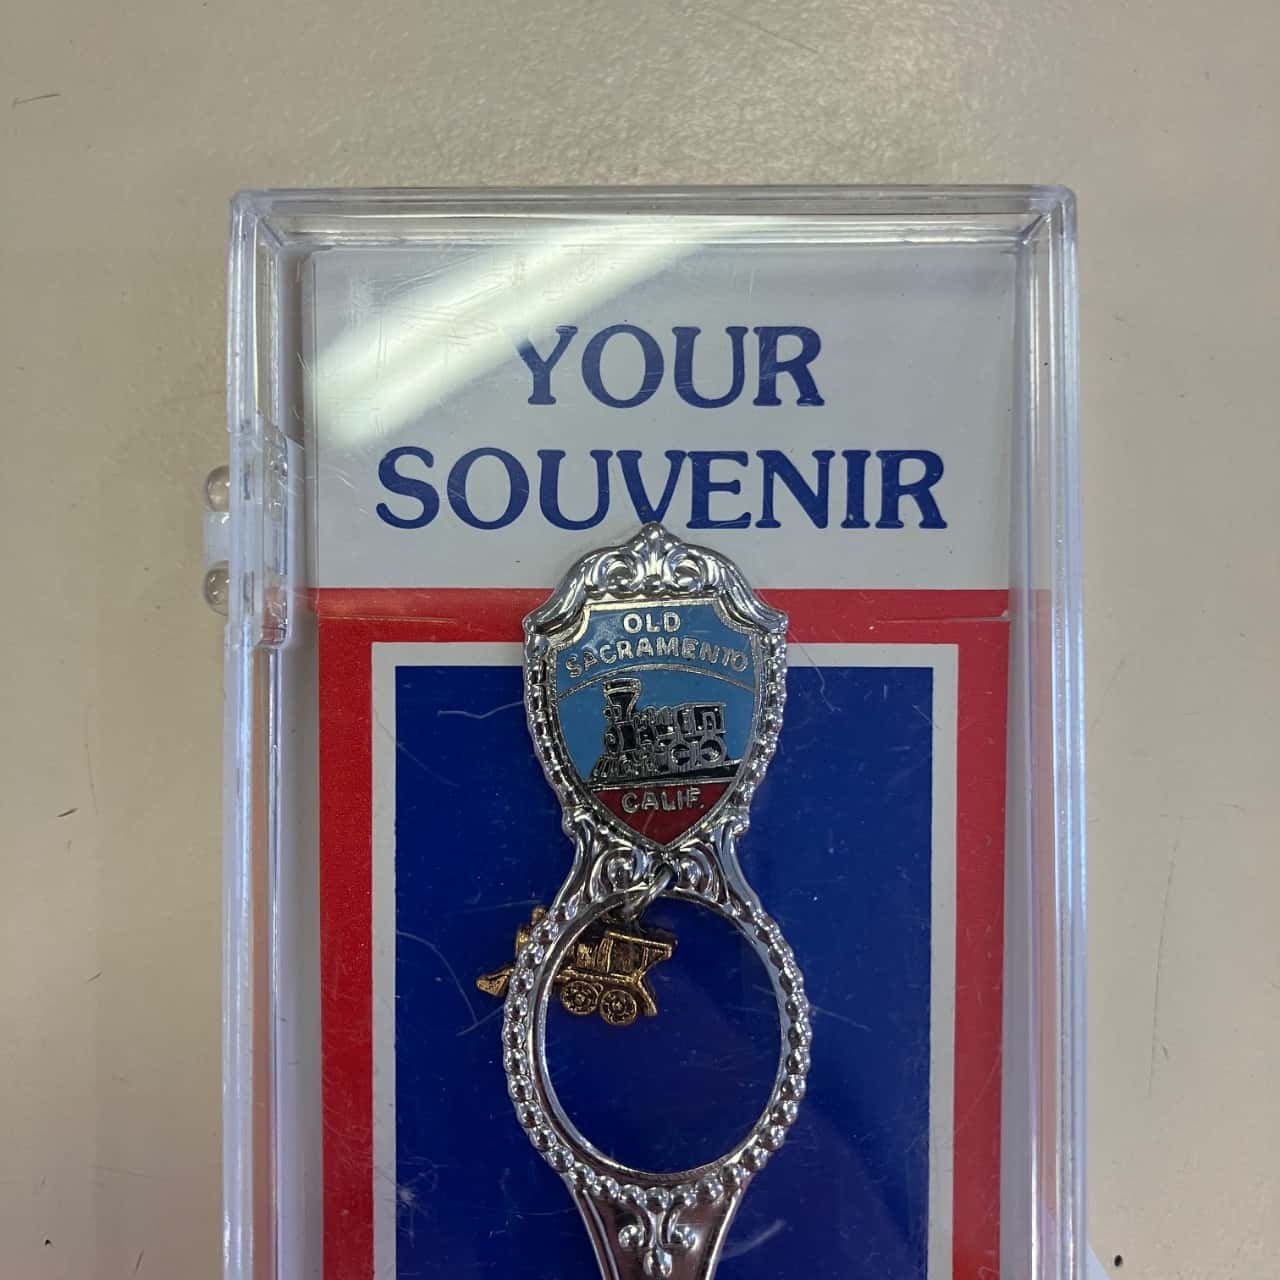 YOUR
SOUVENIR
OLD
SACRAMENTO
CALIF.